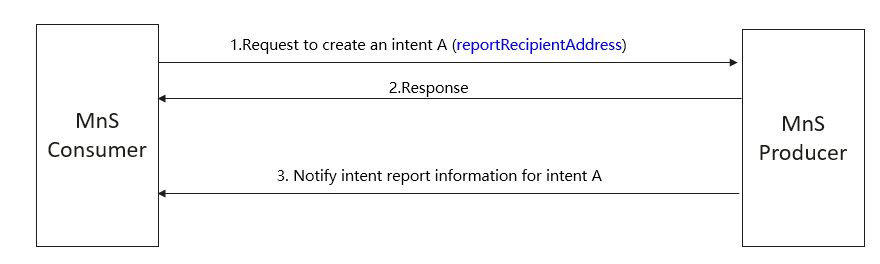 1.Request to create an intent A (reportRecipientAddress)
2.Response
MnS
Consumer
MnS
Producer
3. Notify intent report information for intent A